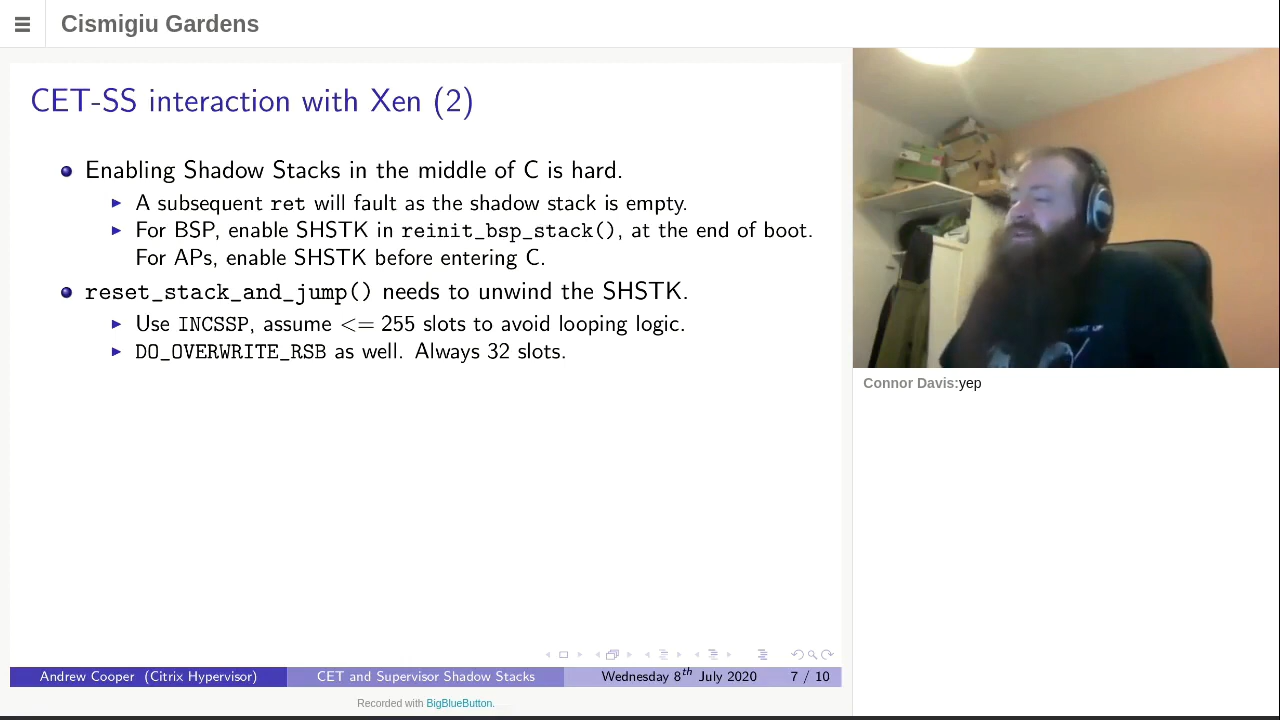 Cismigiu Gardens
CET-SS interaction with Xen (2)
Enabling Shadow Stacks in the middle of C is hard.
A subsequent ret will fault as the shadow stack is empty.
For BSP, enable SHSTK in reinit_bsp_stack(), at the end of boot.
For APs, enable SHSTK before entering C.
reset_stack_and_jump() needs to unwind the SHSTK.
Use INCSSP, assume <= 255 slots to avoid looping logic.
DO_OVERWRITE_RSB as well. Always 32 slots.
Andrew Cooper (Citrix Hypervisor) CET and Supervisor Shadow Stacks Wednesday 8th July 2020 7 / 10
Recorded with BigBlueButton.
Connor Davis:yep